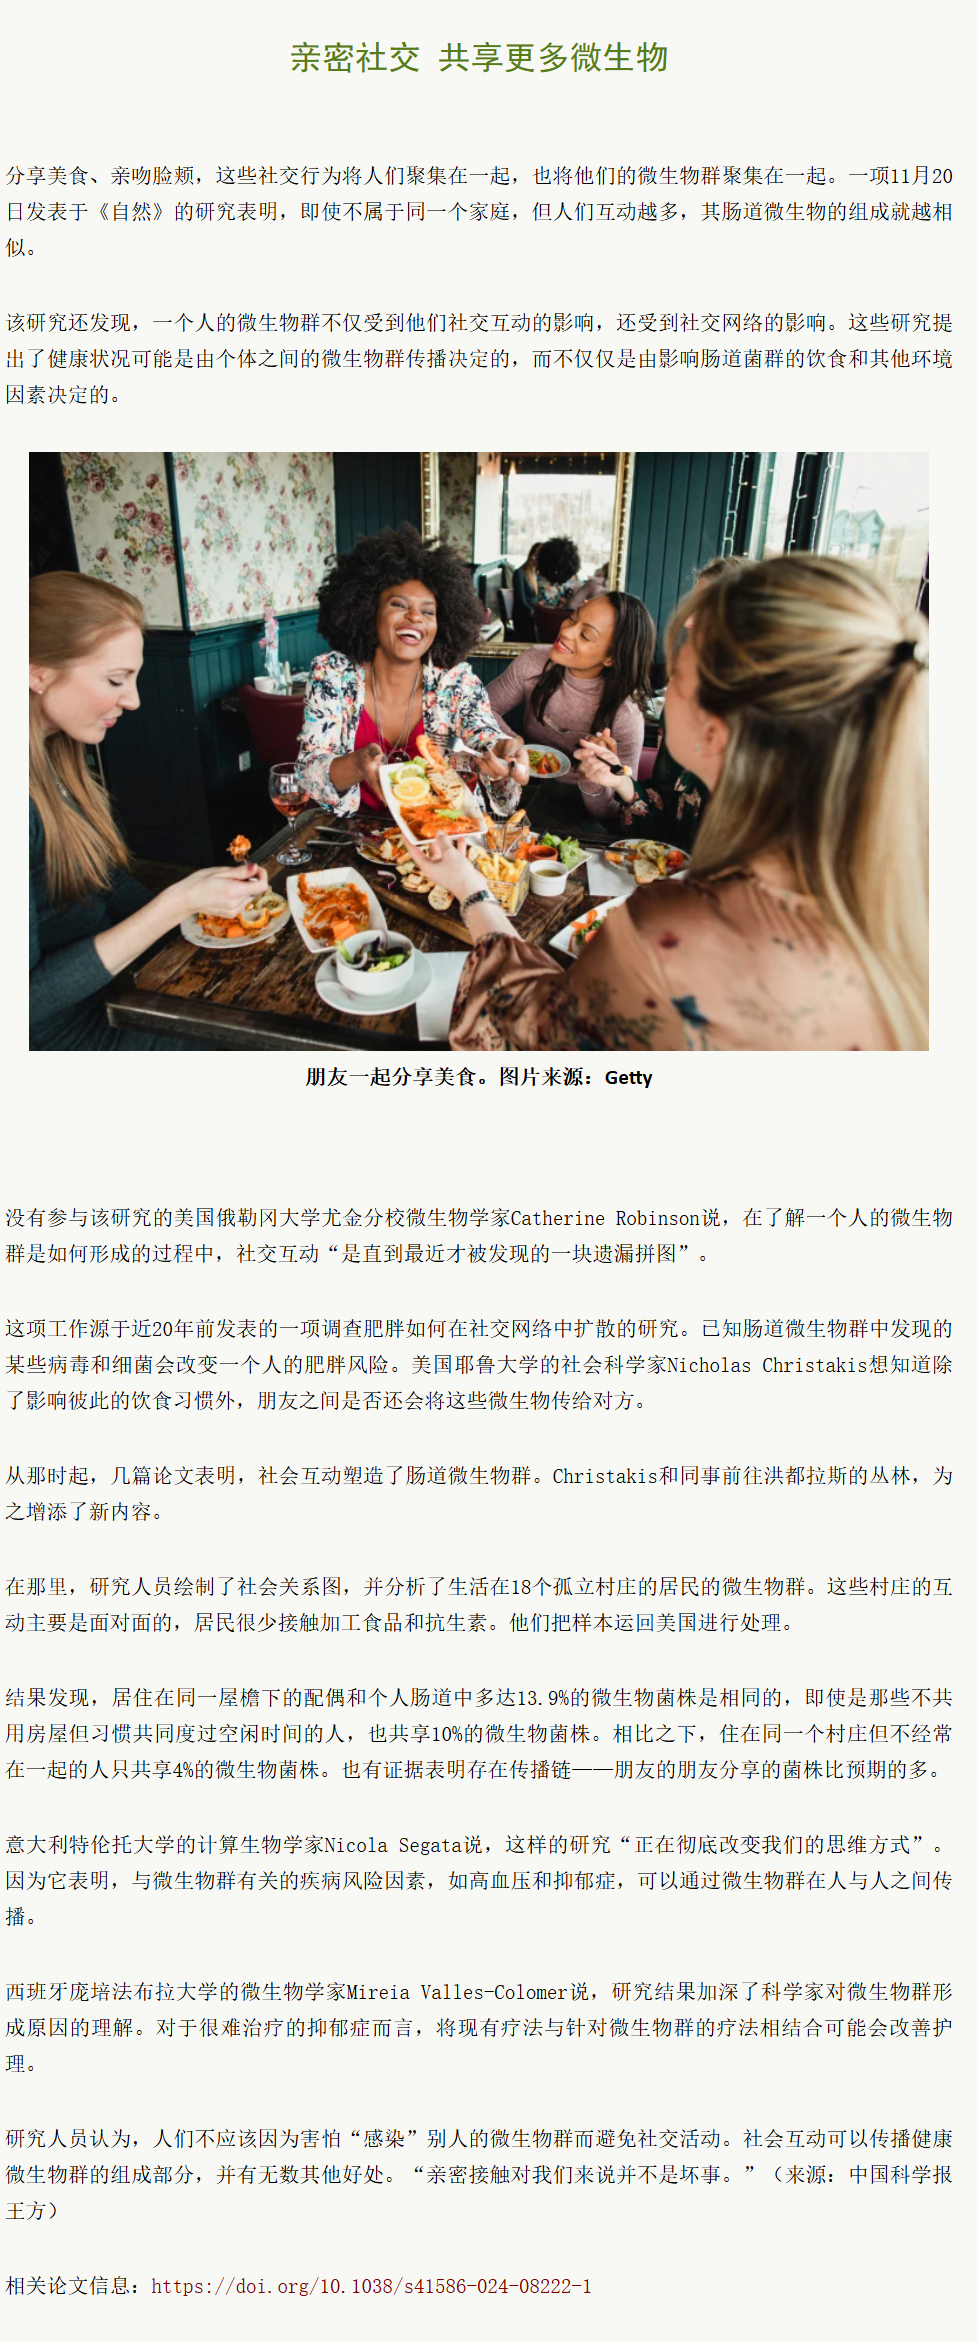 亲密社交 共享更多微生物
分享美食、亲吻脸颊，这些社交行为将人们聚集在一起，也将他们的微生物群聚集在一起。一项11月20
日发表于《自然》的研究表明，即使不属于同一个家庭，但人们互动越多，其肠道微生物的组成就越相
似。
该研究还发现，一个人的微生物群不仅受到他们社交互动的影响，还受到社交网络的影响。这些研究提
出了健康状况可能是由个体之间的微生物群传播决定的，而不仅仅是由影响肠道菌群的饮食和其他环境
因素决定的。
朋友一起分享美食。图片来源：Getty
没有参与该研究的美国俄勒冈大学尤金分校微生物学家Catherine Robinson说，在了解一个人的微生物
群是如何形成的过程中，社交互动“是直到最近才被发现的一块遗漏拼图”。
这项工作源于近20年前发表的一项调查肥胖如何在社交网络中扩散的研究。已知肠道微生物群中发现的
某些病毒和细菌会改变一个人的肥胖风险。美国耶鲁大学的社会科学家Nicholas Christakis想知道除
了影响彼此的饮食习惯外，朋友之间是否还会将这些微生物传给对方。
从那时起，几篇论文表明，社会互动塑造了肠道微生物群。Christakis和同事前往洪都拉斯的丛林，为
之增添了新内容。
在那里，研究人员绘制了社会关系图，并分析了生活在18个孤立村庄的居民的微生物群。这些村庄的互
动主要是面对面的，居民很少接触加工食品和抗生素。他们把样本运回美国进行处理。
结果发现，居住在同一屋檐下的配偶和个人肠道中多达13.9%的微生物菌株是相同的，即使是那些不共
用房屋但习惯共同度过空闲时间的人，也共享10%的微生物菌株。相比之下，住在同一个村庄但不经常
在一起的人只共享4%的微生物菌株。也有证据表明存在传播链——朋友的朋友分享的菌株比预期的多。
意大利特伦托大学的计算生物学家Nicola Segata说，这样的研究“正在彻底改变我们的思维方式”。
因为它表明，与微生物群有关的疾病风险因素，如高血压和抑郁症，可以通过微生物群在人与人之间传
播。
西班牙庞培法布拉大学的微生物学家Mireia Valles-Colomer说，研究结果加深了科学家对微生物群形
成原因的理解。对于很难治疗的抑郁症而言，将现有疗法与针对微生物群的疗法相结合可能会改善护
理。
研究人员认为，人们不应该因为害怕“感染”别人的微生物群而避免社交活动。社会互动可以传播健康
微生物群的组成部分，并有无数其他好处。“亲密接触对我们来说并不是坏事。”（来源：中国科学报
王方）
相关论文信息：https://doi.org/10.1038/s41586-024-08222-1